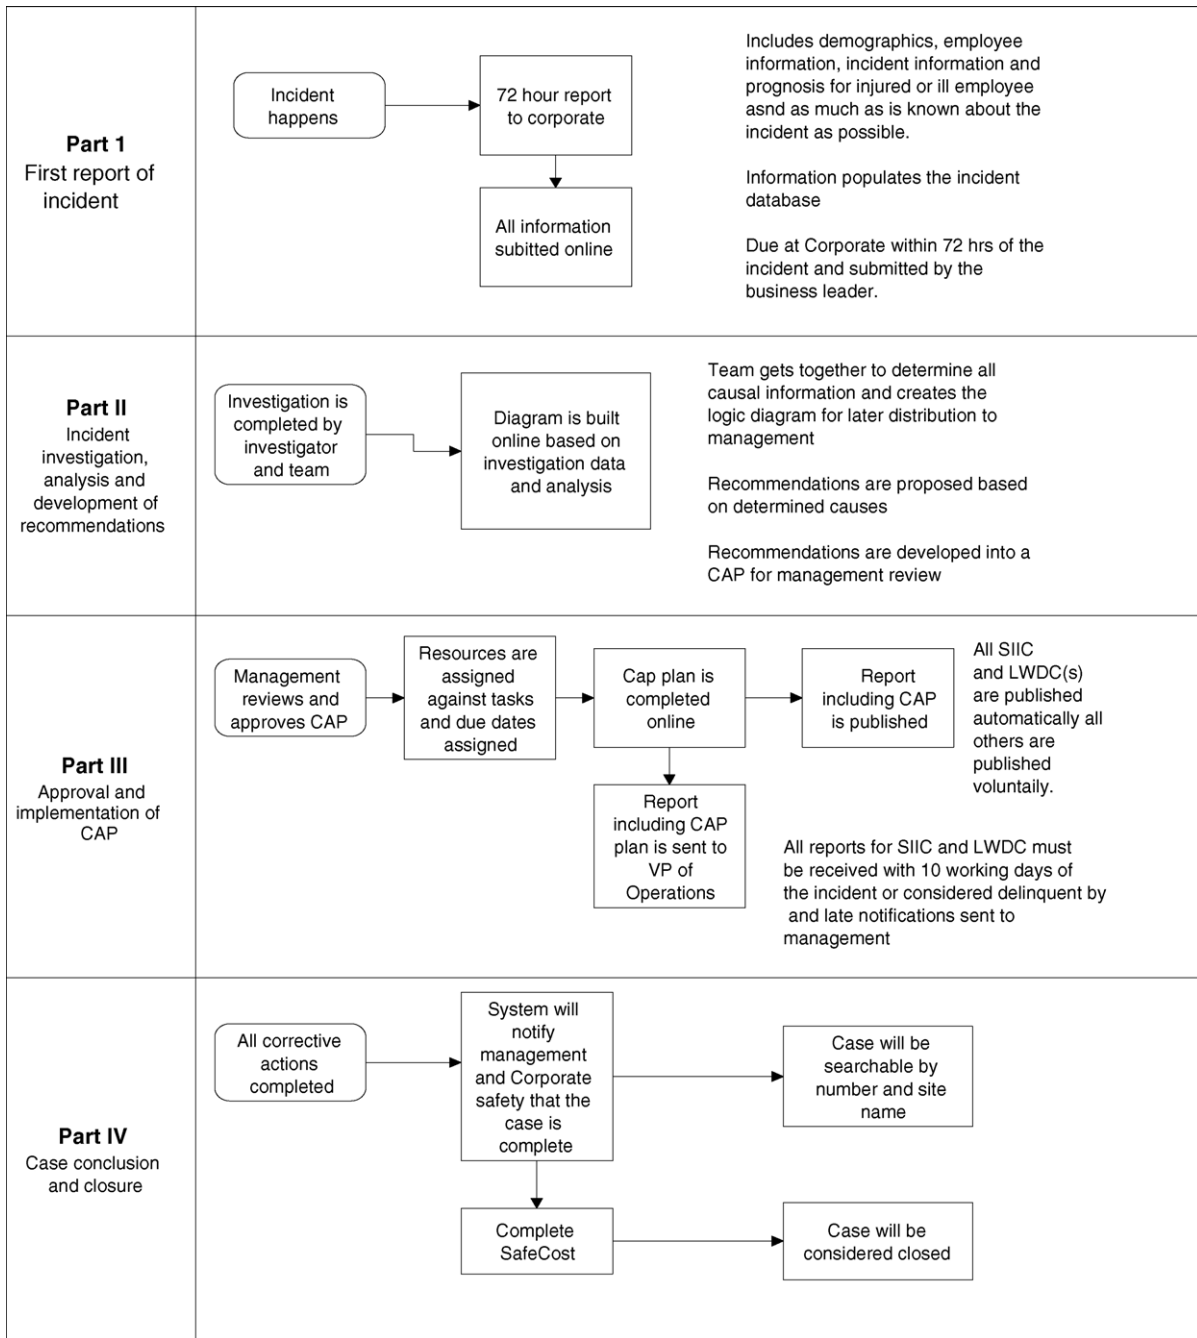 Part 1
First report of
incident
Incident
happens
72 hour report
to corporate
All information
subitted online
Includes demographics, employee
information, incident information and
prognosis for injured or ill employee
asnd as much as is known about the
incident as possible.
Information populates the incident
database
Due at Corporate within 72 hrs of the
incident and submitted by the
business leader.
Part II
Incident
investigation,
analysis and
development of
recommendations
Investigation is
completed by
investigator
and team
Diagram is built
online based on
investigation data
and analysis
Team gets together to determine all
causal information and creates the
logic diagram for later distribution to
management
Recommendations are proposed based
on determined causes
Recommendations are developed into a
CAP for management review
Part III
Approval and
implementation of
CAP
Management
reviews and
approves CAP
Resources are
assigned
against tasks
and due dates
assigned
Cap plan is
completed
online
Report
including CAP
is published
All SIIC
and LWDC(s)
are published
automatically all
others are
published
voluntaily.
Report
including CAP
plan is sent to
VP of
Operations
All reports for SIIC and LWDC must
be received with 10 working days of
the incident or considered delinquent by
and late notifications sent to
management
Part IV
Case conclusion
and closure
All corrective
actions
completed
System will
notify
management
and Corporate
safety that the
case is
complete
Case will be
searchable by
number and site
name
Complete
SafeCost
Case will be
considered closed